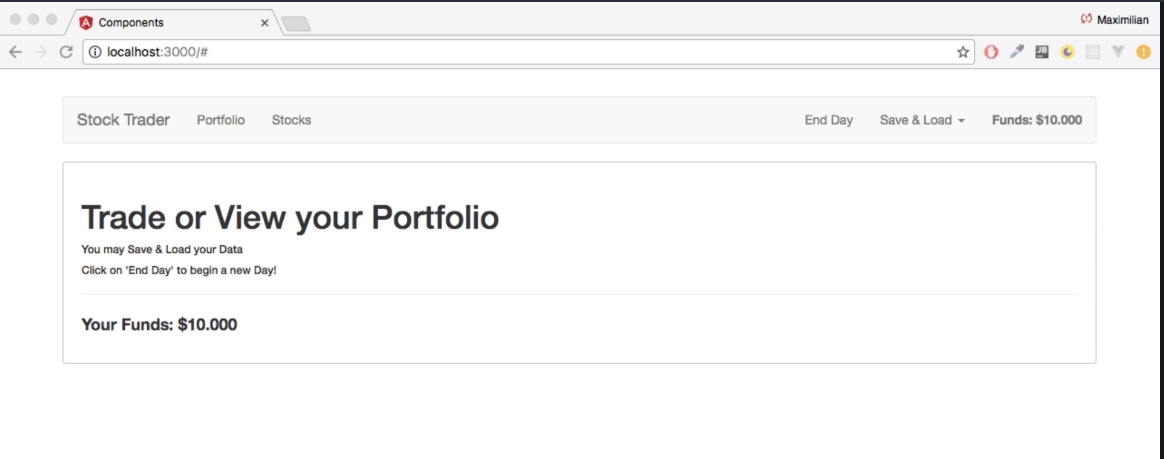 Components
Maximilian
localhost:3000/#
Stock Trader Portfolio Stocks End Day Save & Load Funds: $10.000
Trade or View your Portfolio
You may Save & Load your Data
Click on 'End Day' to begin a new Day!
Your Funds: $10.000